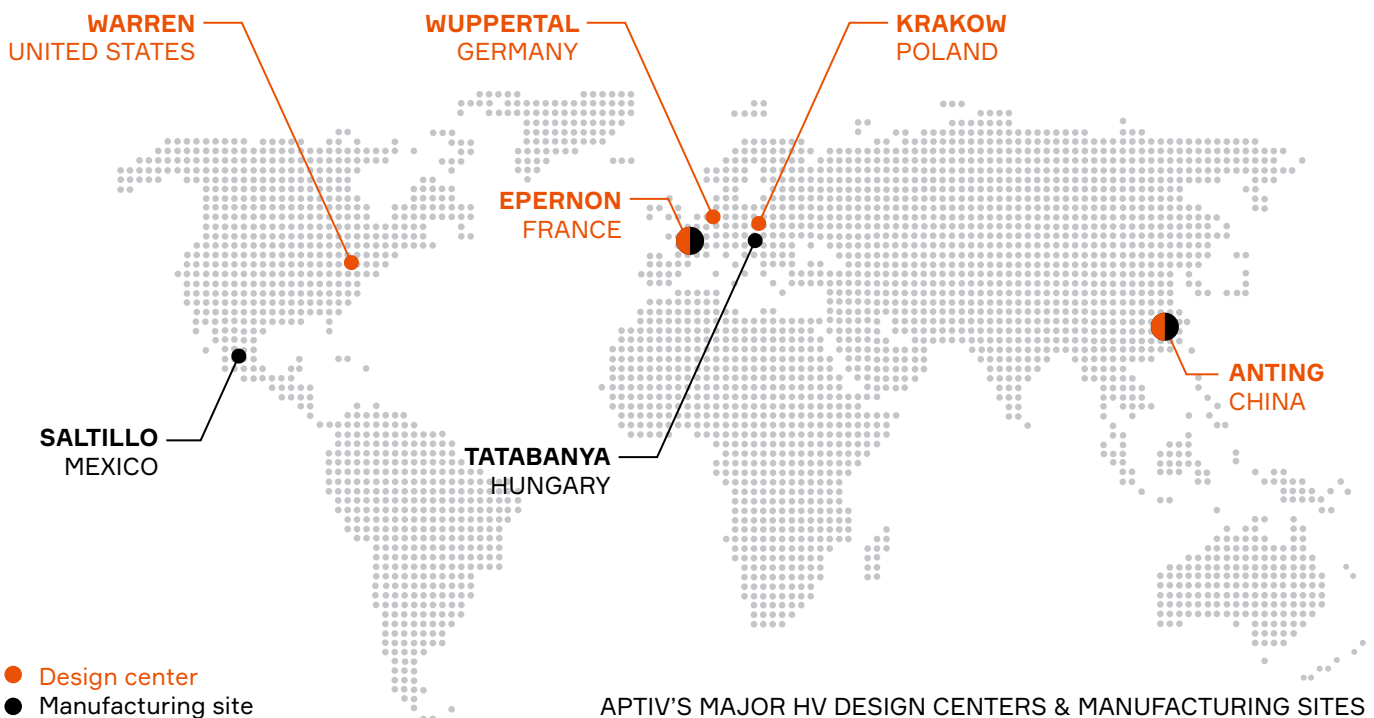 WARREN
UNITED STATES
WUPPERTAL
GERMANY
KRAKOW
POLAND
EPERNON
FRANCE
ANTING
CHINA
SALTILLO
MEXICO
TATABANYA
HUNGARY
Design center
Manufacturing site
APTIV'S MAJOR HV DESIGN CENTERS & MANUFACTURING SITES